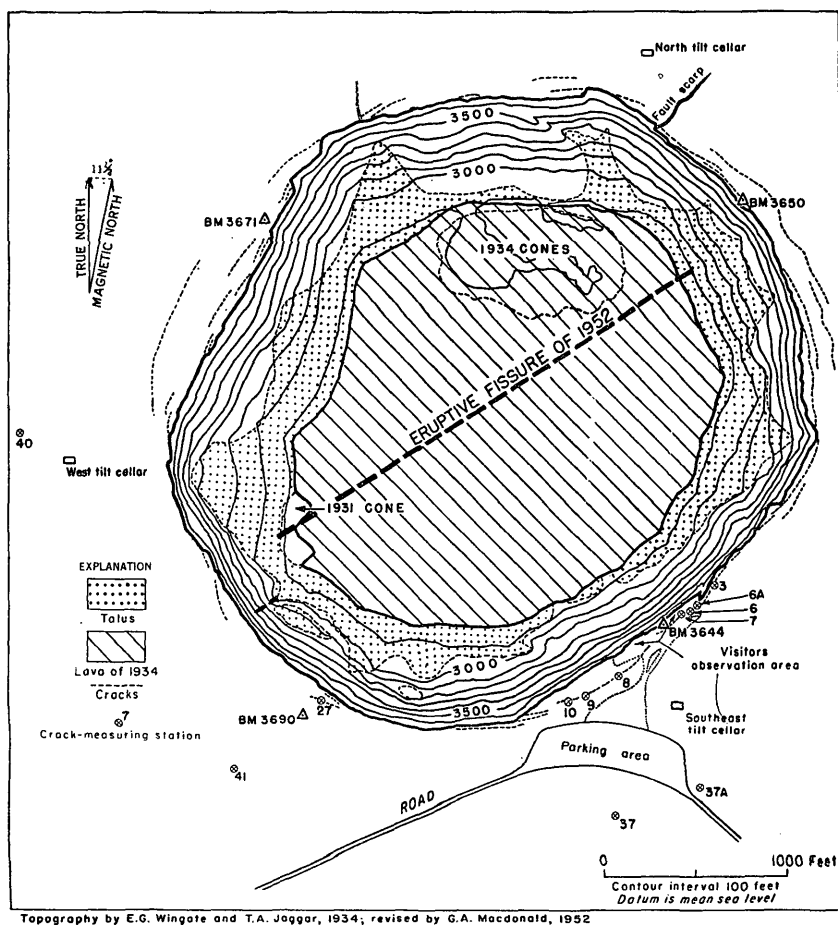 North tilt cellar
Fault scarp
3500
3000
11½°
TRUE NORTH
MAGNETIC NORTH
BM 3671
BM 3650
1934 CONES
ERUPTIVE FISSURE OF 1952
40
West tilt cellar
1931 CONE
EXPLANATION
Talus
Lava of 1934
Cracks
7
Crack-measuring station
3
6A
6
7
BM 3644
Visitors
observation area
3000
3500
8
9
10
27
BM 3690
Southeast
tilt cellar
Parking area
41
ROAD
37A
37
0
1000 Feet
Contour interval 100 feet
Datum is mean sea level
Topography by E.G. Wingate and T.A. Jaggar, 1934; revised by G.A. Macdonald, 1952